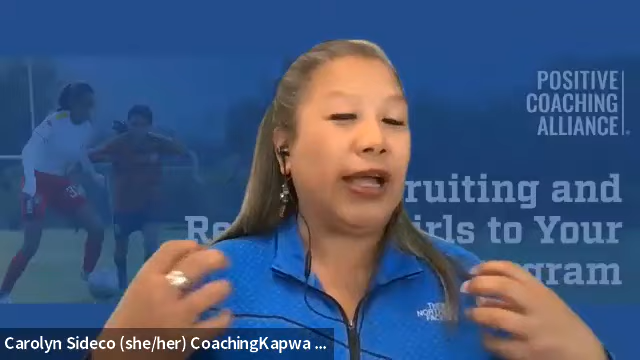 POSITIVE
COACHING
ALLIANCE
ruiting and
Re irls to Your
gram
THE
NORTH
FACE
Carolyn Sideco (she/her) CoachingKapwa ...